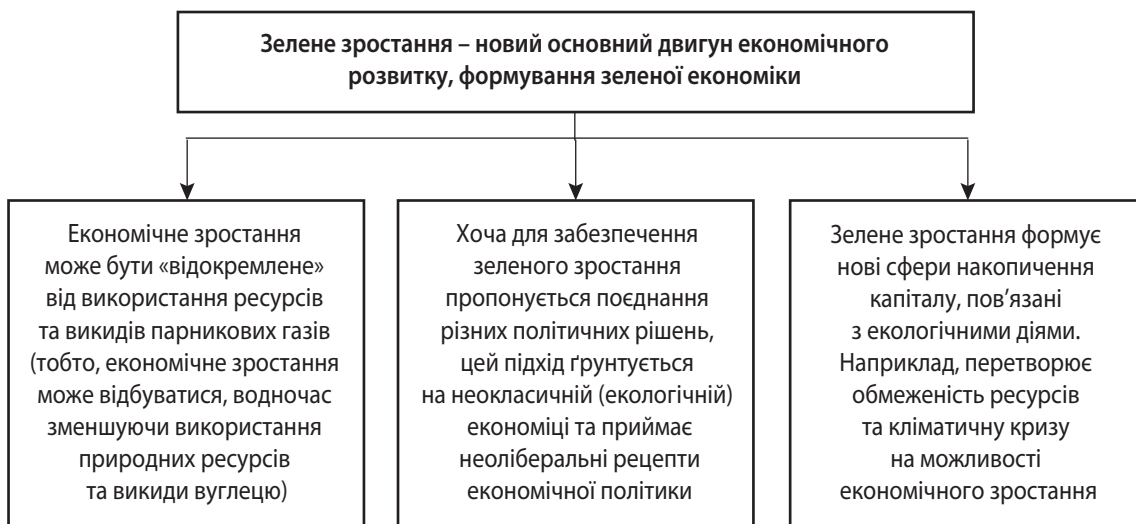 Зелене зростання – новий основний двигун економічного
розвитку, формування зеленої економіки
Економічне зростання
може бути «відокремлене»
від використання ресурсів
та викидів парникових газів
(тобто, економічне зростання
може відбуватися, водночас
зменшуючи використання
природних ресурсів
та викиди вуглецю)
Хоча для забезпечення
зеленого зростання
пропонується поєднання
різних політичних рішень,
цей підхід ґрунтується
на неокласичній (екологічній)
економіці та приймає
неоліберальні рецепти
економічної політики
Зелене зростання формує
нові сфери накопичення
капіталу, пов’язані
з екологічними діями.
Наприклад, перетворює
обмеженість ресурсів
та кліматичну кризу
на можливості
економічного зростання